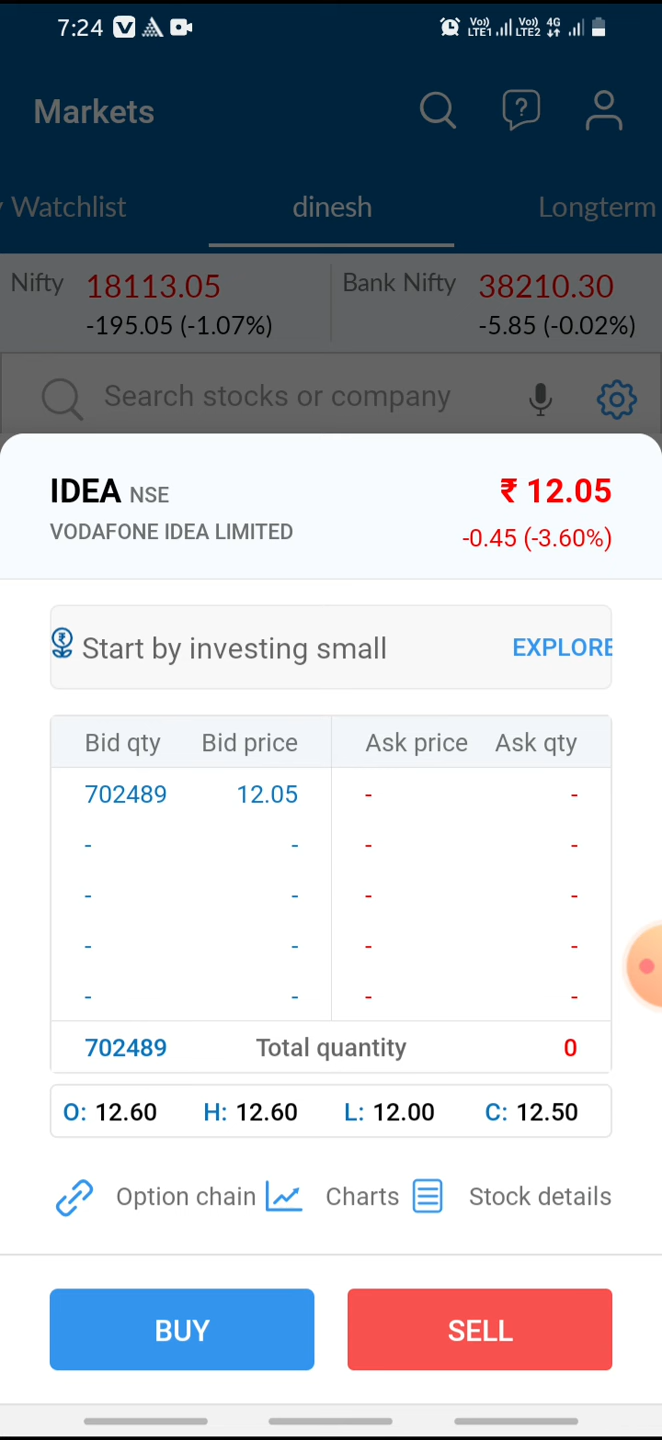 7:24 Vo) LTE1 Vo) LTE2 4G
Markets
Watchlist dinesh Longterm
Nifty 18113.05 Bank Nifty 38210.30
-195.05 (-1.07%) -5.85 (-0.02%)
Search stocks or company
IDEA NSE ₹ 12.05
VODAFONE IDEA LIMITED -0.45 (-3.60%)
Start by investing small EXPLORE
Bid qty Bid price Ask price Ask qty
702489 12.05 - -
- - - -
- - - -
- - - -
- - - -
702489 Total quantity 0
O: 12.60 H: 12.60 L: 12.00 C: 12.50
Option chain Charts Stock details
BUY SELL